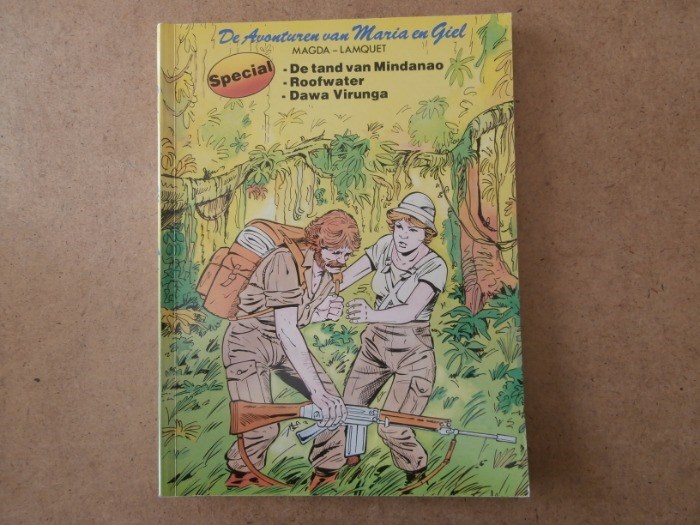 De Avonturen van Maria en Giel
MAGDA - LAMQUET
Special
- De tand van Mindanao
- Roofwater
- Dawa Virunga